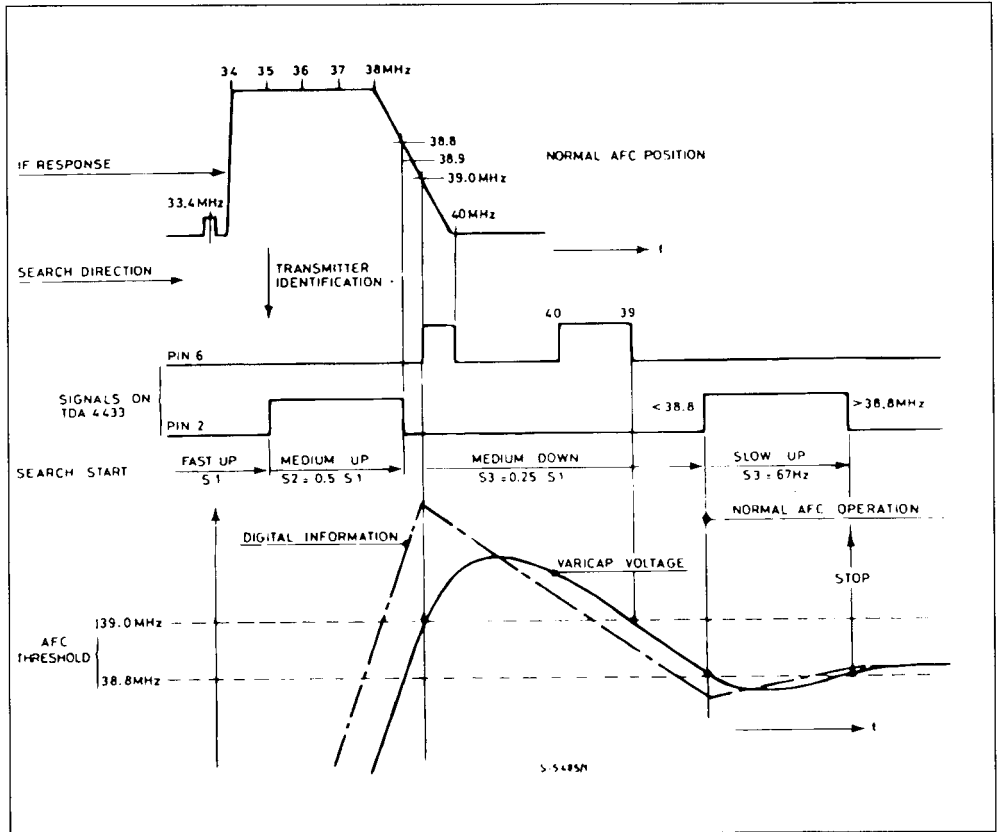 34 35 36 37 38MHz
38.8
38.9
39.0MHz
NORMAL AFC POSITION
IF RESPONSE
33.4MHz
40MHz
f
SEARCH DIRECTION
TRANSMITTER
IDENTIFICATION
40 39
PIN 6
SIGNALS ON
TDA 4433
<38.8
>38.8MHz
PIN 2
SEARCH START
FAST UP
S1
MEDIUM UP
S2=0.5 S1
MEDIUM DOWN
S3=0.25 S1
SLOW UP
S3=67Hz
NORMAL AFC OPERATION
DIGITAL INFORMATION
VARICAP VOLTAGE
STOP
AFC
THRESHOLD
139.0MHz
38.8MHz
t
S-5485/1